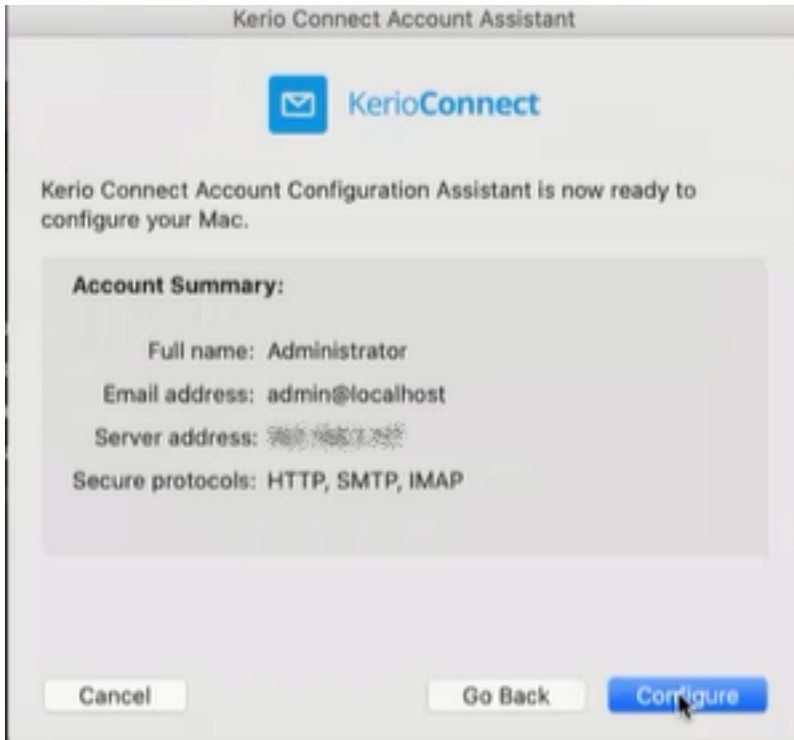 Kerio Connect Account Assistant
KerioConnect
Kerio Connect Account Configuration Assistant is now ready to
configure your Mac.
Account Summary:
Full name: Administrator
Email address: admin@localhost
Server address:
Secure protocols: HTTP, SMTP, IMAP
Cancel
Go Back
Configure